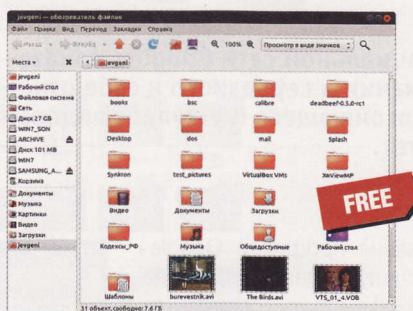 jevgeni — обозреватель файлов
Файл Правка Вид Переход Закладки Справка
Назад Вперёд 100% Просмотр в виде значков
Места jevgeni
jevgeni
Рабочий стол
Файловая система
Сеть
Диск 27 GB
WIN7_SON
ARCHIVE
Диск 101 MB
WIN7
SAMSUNG_A...
Корзина
Документы
Музыка
Картинки
Видео
Загрузки
jevgeni
books bsc calibre deadbeef-0.5.0-rc1
Desktop dos mail Splash
Synkron test_pictures VirtualBox VMs XnViewMP
Видео Документы Загрузки
FREE
Кодексы_РФ Музыка Общедоступные Рабочий стол
Шаблоны burevestnik.avi The Birds.avi VTS_01_4.VOB
31 объект, свободно: 7,6 ГБ